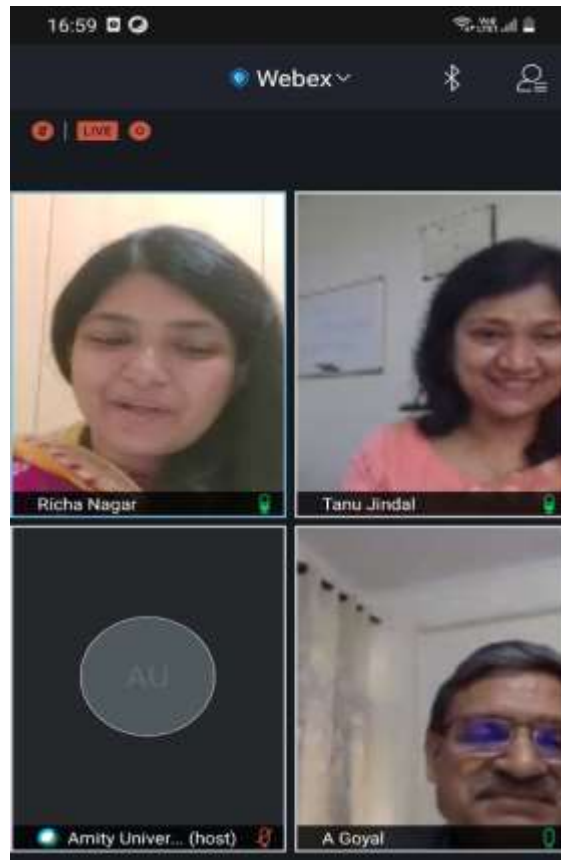 16:59
Webex
LIVE
Richa Nagar
Tanu Jindal
AU
Amity Univer... (host)
A Goyal